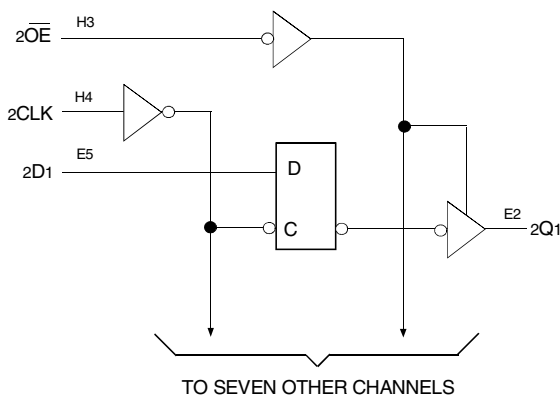 2OE
H3
2CLK
H4
2D1
E5
D
C
E2
2Q1
TO SEVEN OTHER CHANNELS